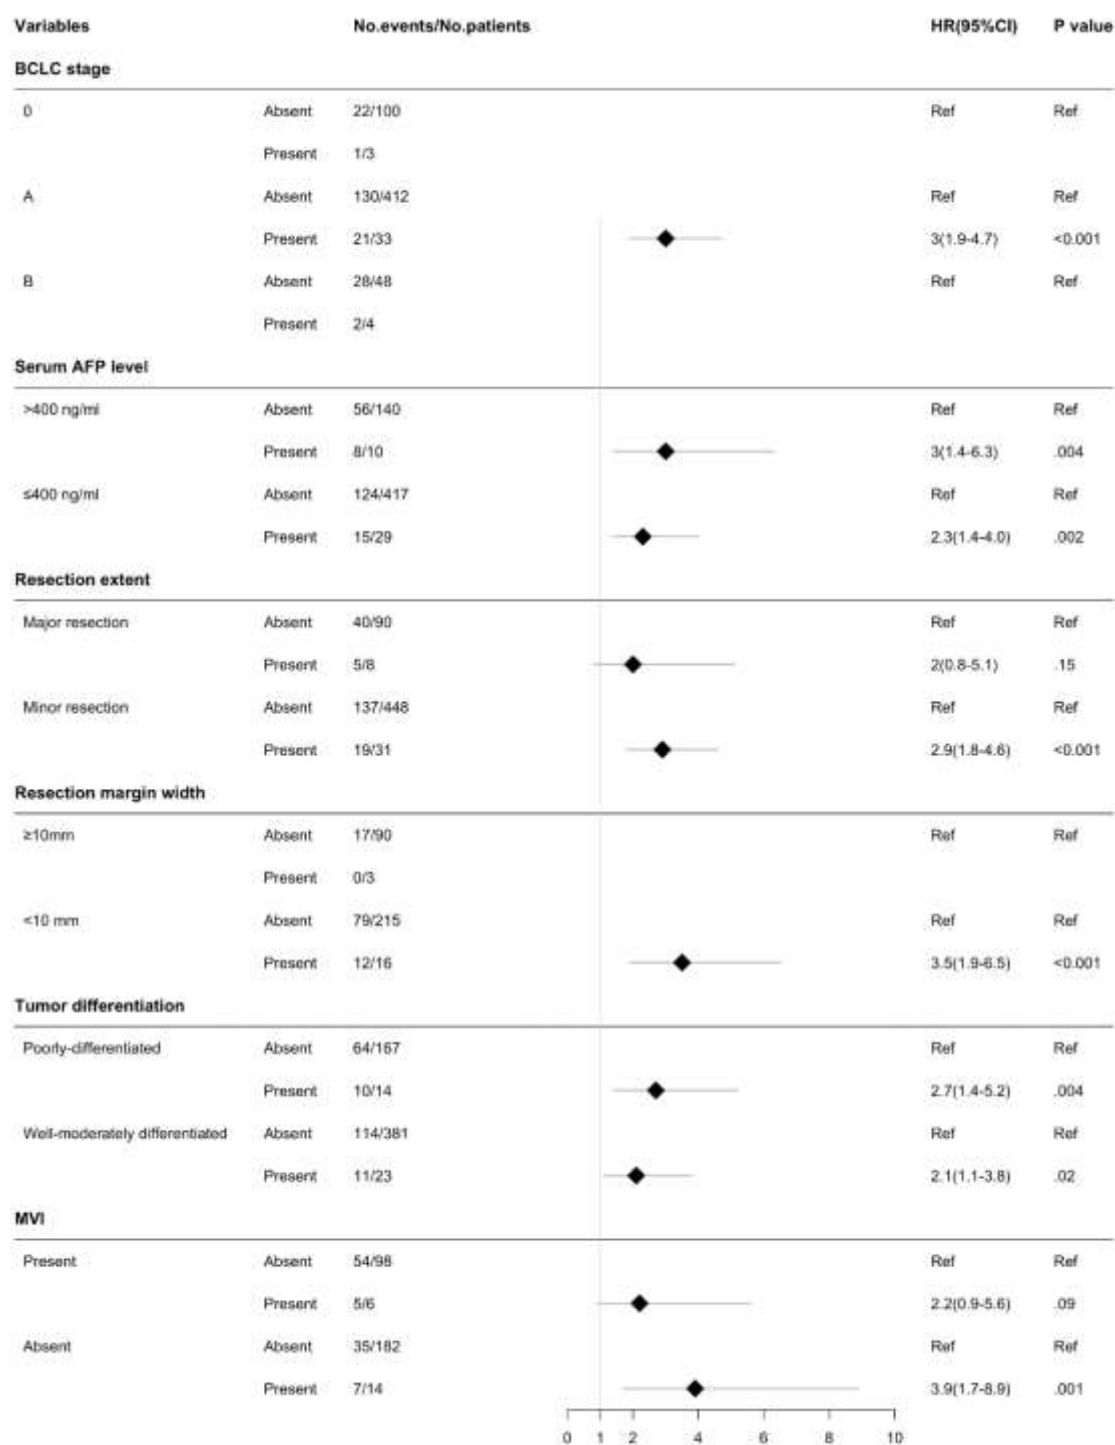 Variables No.events/No.patients HR(95%CI) P value
BCLC stage
0 Absent 22/100 Ref Ref
Present 1/3
A Absent 130/412 Ref Ref
Present 21/33 3(1.9-4.7) <0.001
B Absent 28/48 Ref Ref
Present 2/4
Serum AFP level
>400 ng/ml Absent 56/140 Ref Ref
Present 8/10 3(1.4-6.3) .004
≤400 ng/ml Absent 124/417 Ref Ref
Present 15/29 2.3(1.4-4.0) .002
Resection extent
Major resection Absent 40/90 Ref Ref
Present 5/8 2(0.8-5.1) .15
Minor resection Absent 137/448 Ref Ref
Present 19/31 2.9(1.8-4.6) <0.001
Resection margin width
≥10mm Absent 17/90 Ref Ref
Present 0/3
<10 mm Absent 79/215 Ref Ref
Present 12/16 3.5(1.9-6.5) <0.001
Tumor differentiation
Poorly-differentiated Absent 64/167 Ref Ref
Present 10/14 2.7(1.4-5.2) .004
Well-moderately differentiated Absent 114/381 Ref Ref
Present 11/23 2.1(1.1-3.8) .02
MVI
Present Absent 54/98 Ref Ref
Present 5/6 2.2(0.9-5.6) .09
Absent Absent 35/182 Ref Ref
Present 7/14 3.9(1.7-8.9) .001
0 1 2 4 6 8 10